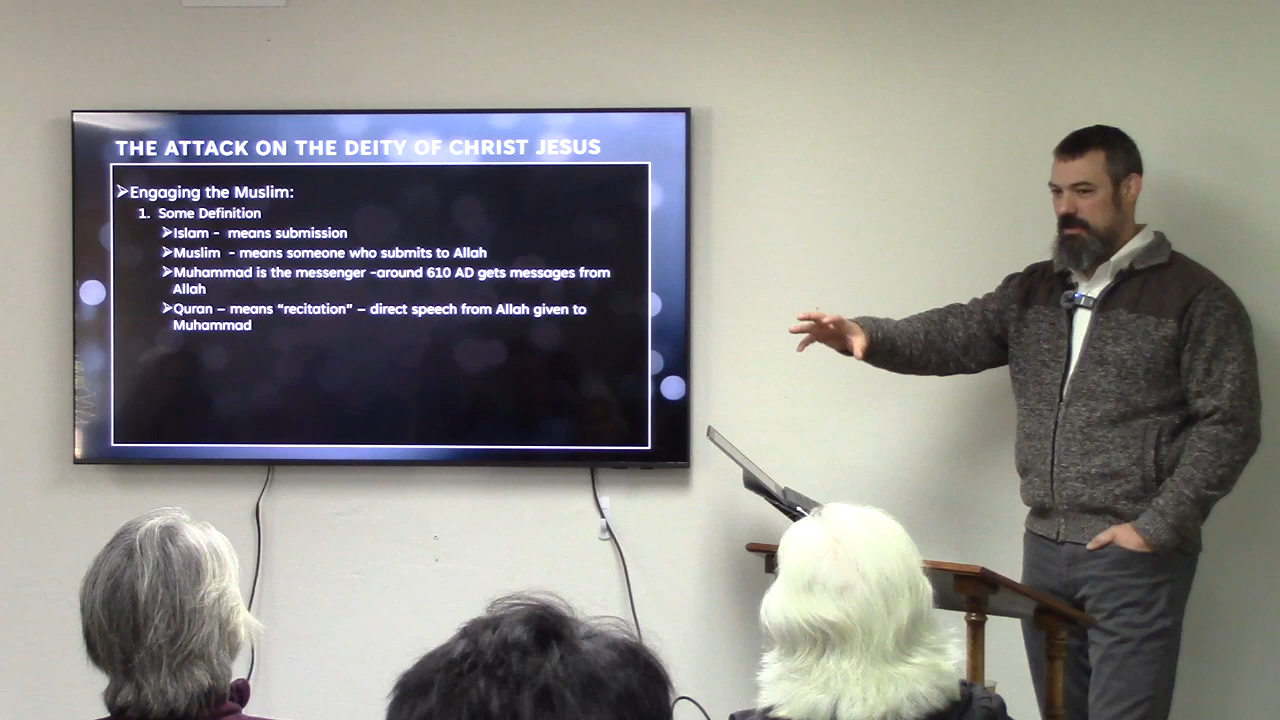 THE ATTACK ON THE DEITY OF CHRIST JESUS
➢Engaging the Muslim:
1. Some Definition
➢Islam - means submission
➢Muslim - means someone who submits to Allah
➢Muhammad is the messenger -around 610 AD gets messages from
Allah
➢Quran – means “recitation” – direct speech from Allah given to
Muhammad